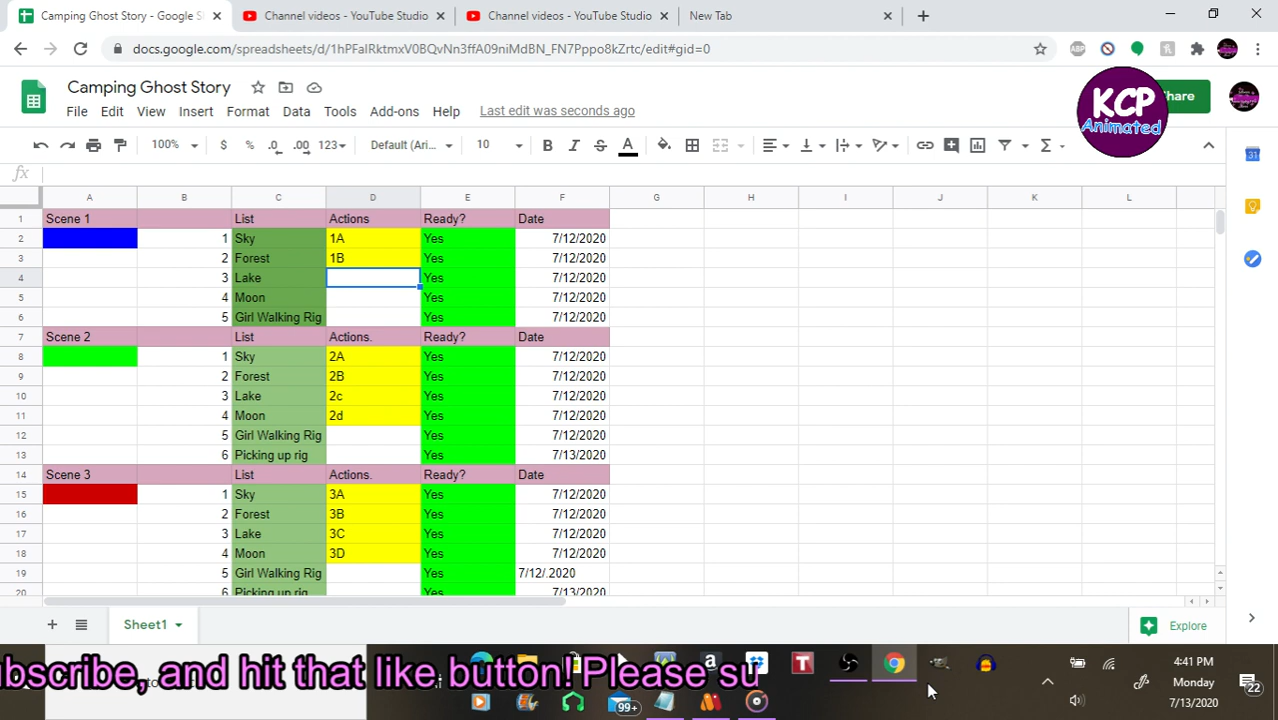 Camping Ghost Story - Google S
Channel videos - YouTube Studio
Channel videos - YouTube Studio
New Tab
docs.google.com/spreadsheets/d/1hPFalRktmxV0BQvNn3ffA09niMdBN_FN7Pppo8kZrtc/edit#gid=0
Camping Ghost Story
KCP
Animated
Share
File Edit View Insert Format Data Tools Add-ons Help Last edit was seconds ago
100% $ % .0 .00 123 Default (Ari... 10 B I S A
fx
A B C D E F G H I J K L
1 Scene 1 List Actions Ready? Date
2 1 Sky 1A Yes 7/12/2020
3 2 Forest 1B Yes 7/12/2020
4 3 Lake Yes 7/12/2020
5 4 Moon Yes 7/12/2020
6 5 Girl Walking Rig Yes 7/12/2020
7 Scene 2 List Actions. Ready? Date
8 1 Sky 2A Yes 7/12/2020
9 2 Forest 2B Yes 7/12/2020
10 3 Lake 2c Yes 7/12/2020
11 4 Moon 2d Yes 7/12/2020
12 5 Girl Walking Rig Yes 7/12/2020
13 6 Picking up rig Yes 7/13/2020
14 Scene 3 List Actions. Ready? Date
15 1 Sky 3A Yes 7/12/2020
16 2 Forest 3B Yes 7/12/2020
17 3 Lake 3C Yes 7/12/2020
18 4 Moon 3D Yes 7/12/2020
19 5 Girl Walking Rig Yes 7/12/.2020
20 6 Picking up rig Yes 7/13/2020
Sheet1
Explore
ubscribe, and hit that like button! Please su
99+
4:41 PM
Monday
7/13/2020
22